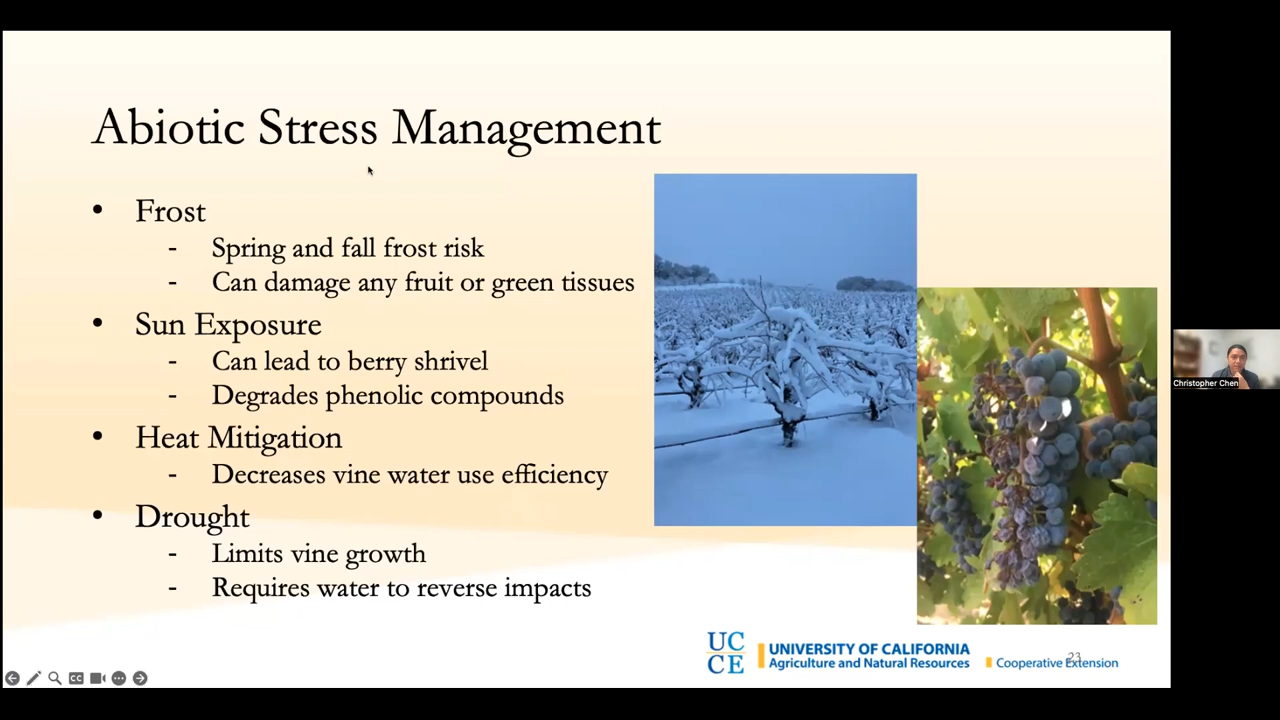 Abiotic Stress Management
• Frost
- Spring and fall frost risk
- Can damage any fruit or green tissues
• Sun Exposure
- Can lead to berry shrivel
- Degrades phenolic compounds
• Heat Mitigation
- Decreases vine water use efficiency
• Drought
- Limits vine growth
- Requires water to reverse impacts
Christopher Chen
UC
CE
UNIVERSITY OF CALIFORNIA
Agriculture and Natural Resources
Cooperative Extension
23
CC